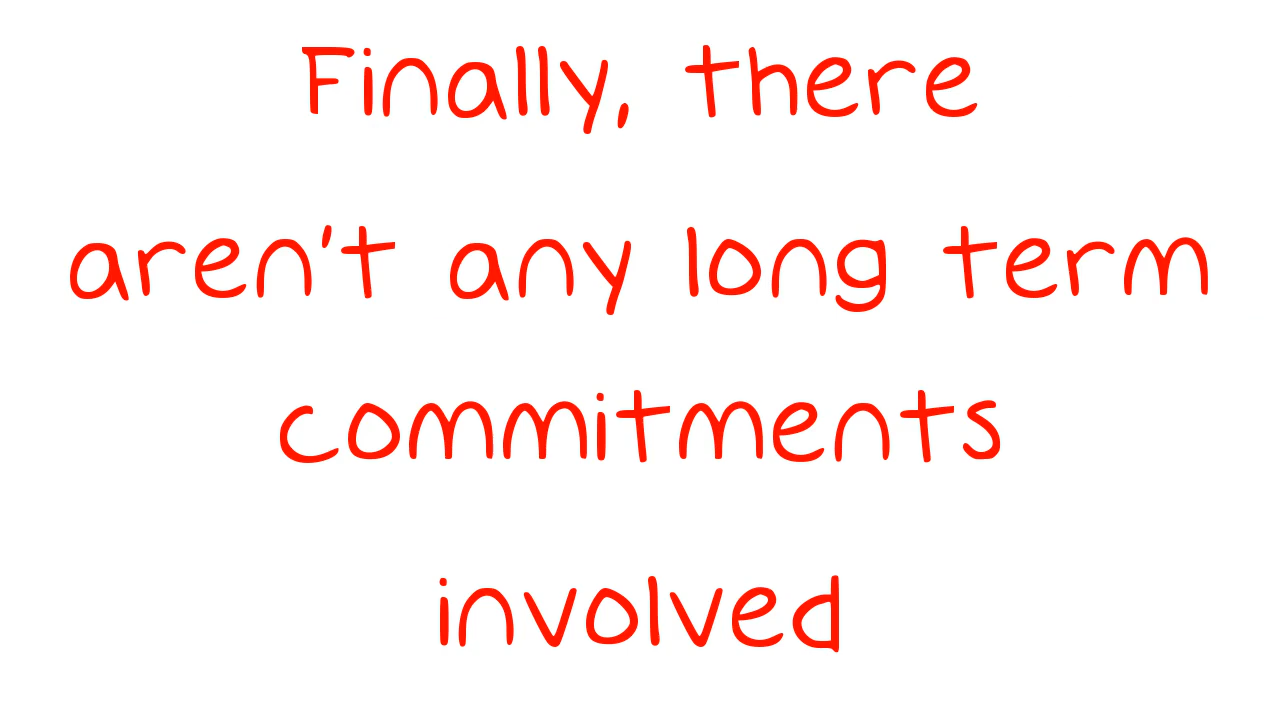 Finally, there
aren't any long term
commitments
involved